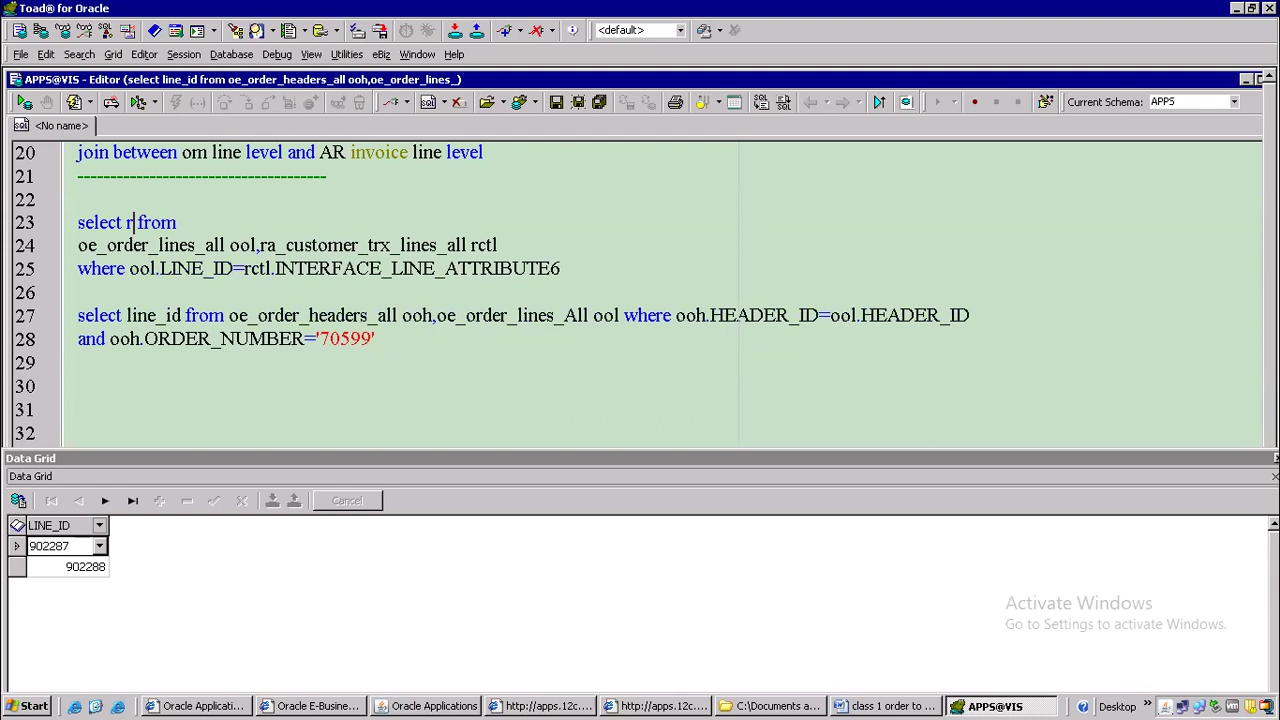 Toad® for Oracle
File Edit Search Grid Editor Session Database Debug View Utilities eBiz Window Help
<default>
APPS@VIS - Editor (select line_id from oe_order_headers_all ooh,oe_order_lines_)
Current Schema: APPS
<No name>
20 join between om line level and AR invoice line level
21 --------------------------------------
22
23 select r from
24 oe_order_lines_all ool,ra_customer_trx_lines_all rctl
25 where ool.LINE_ID=rctl.INTERFACE_LINE_ATTRIBUTE6
26
27 select line_id from oe_order_headers_all ooh,oe_order_lines_All ool where ooh.HEADER_ID=ool.HEADER_ID
28 and ooh.ORDER_NUMBER='70599'
29
30
31
32
Data Grid
Data Grid
Cancel
LINE_ID
902287
902288
Activate Windows
Go to Settings to activate Windows.
Start Oracle Applicati... Oracle E-Busine... Oracle Applications http://apps.12c.... http://apps.12c.... C:\Documents a... class 1 order to ... APPS@VIS Desktop